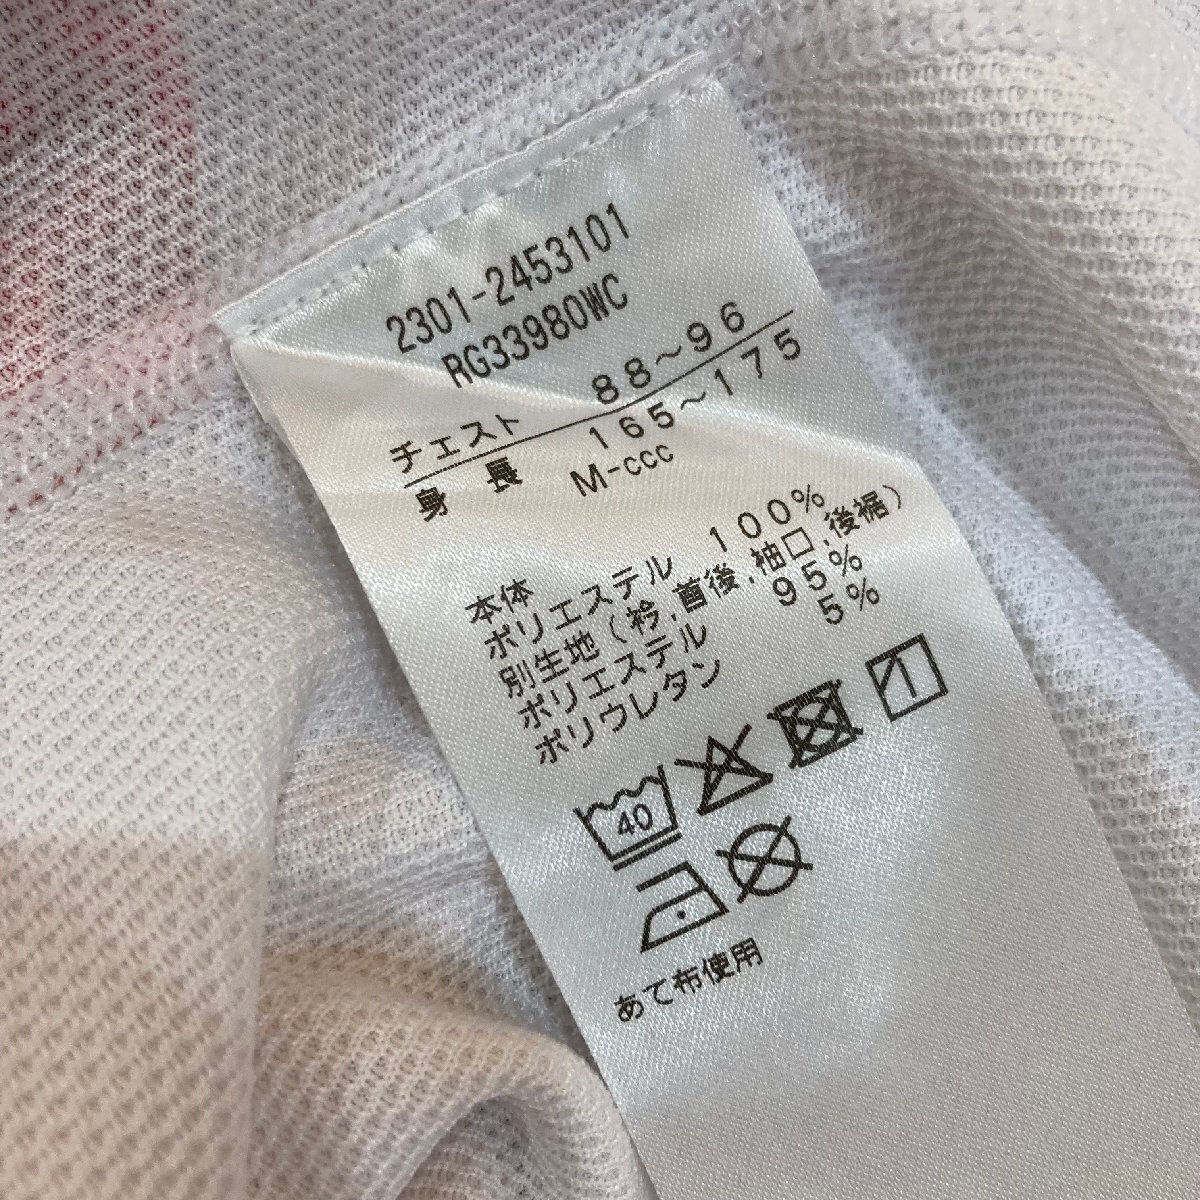 2301-2453101
RG33980WC
チェスト 88～96
身長 165～175
M-ccc
本体
ポリエステル 100%
別生地(衿,首後,袖口,後裾)
ポリエステル 95%
ポリウレタン 5%
40
あて布使用